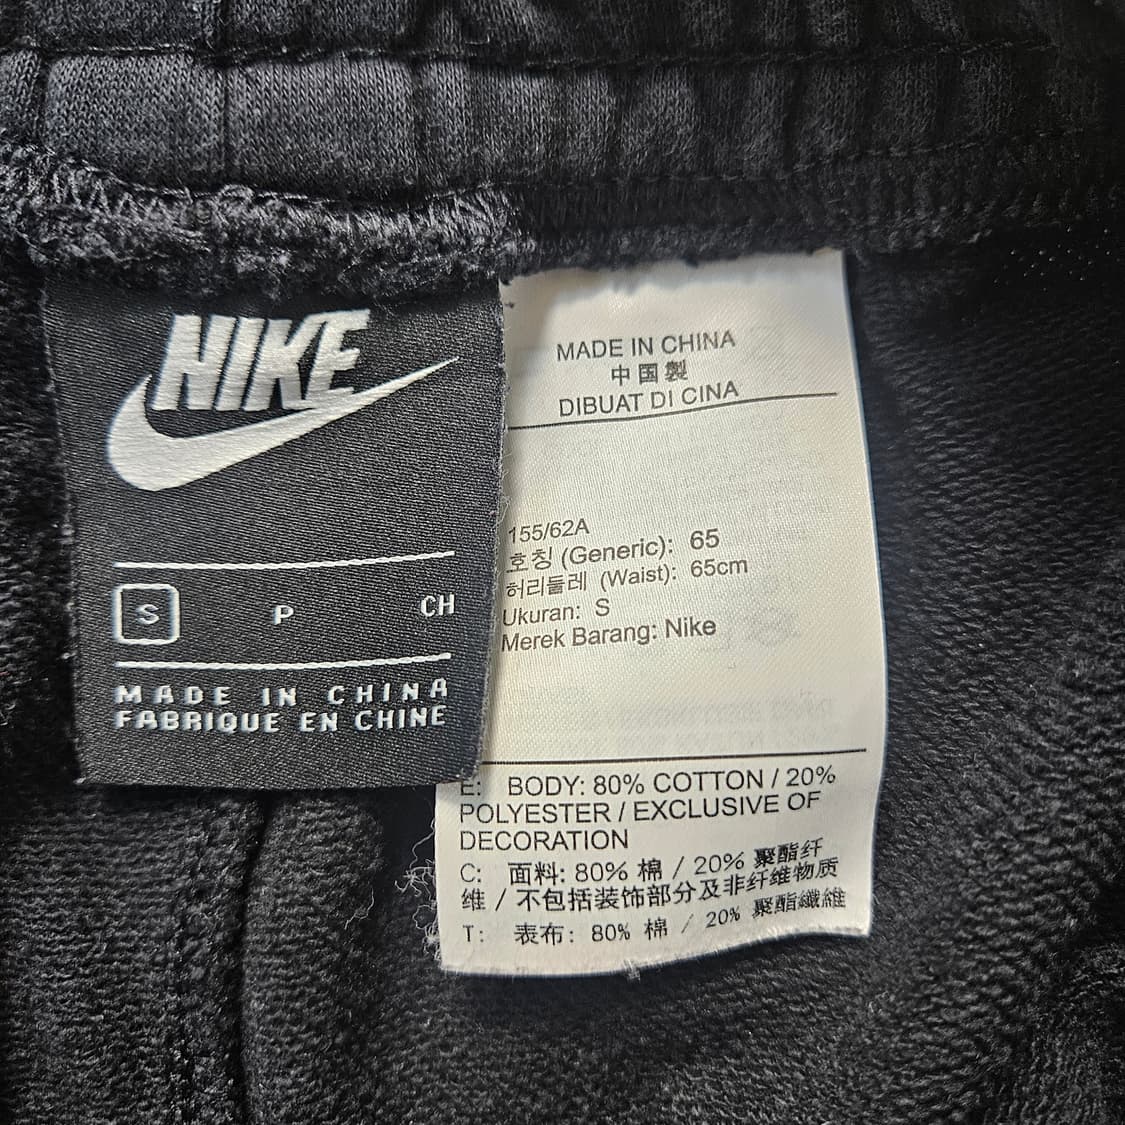 NIKE
S P CH
MADE IN CHINA
FABRIQUE EN CHINE
MADE IN CHINA
中国製
DIBUAT DI CINA
155/62A
호칭 (Generic): 65
허리둘레 (Waist): 65cm
Ukuran: S
Merek Barang: Nike
E: BODY: 80% COTTON / 20%
POLYESTER / EXCLUSIVE OF
DECORATION
C: 面料: 80% 棉 / 20% 聚酯纤
维 / 不包括装饰部分及非纤维物质
T: 表布: 80% 棉 / 20% 聚酯纖維